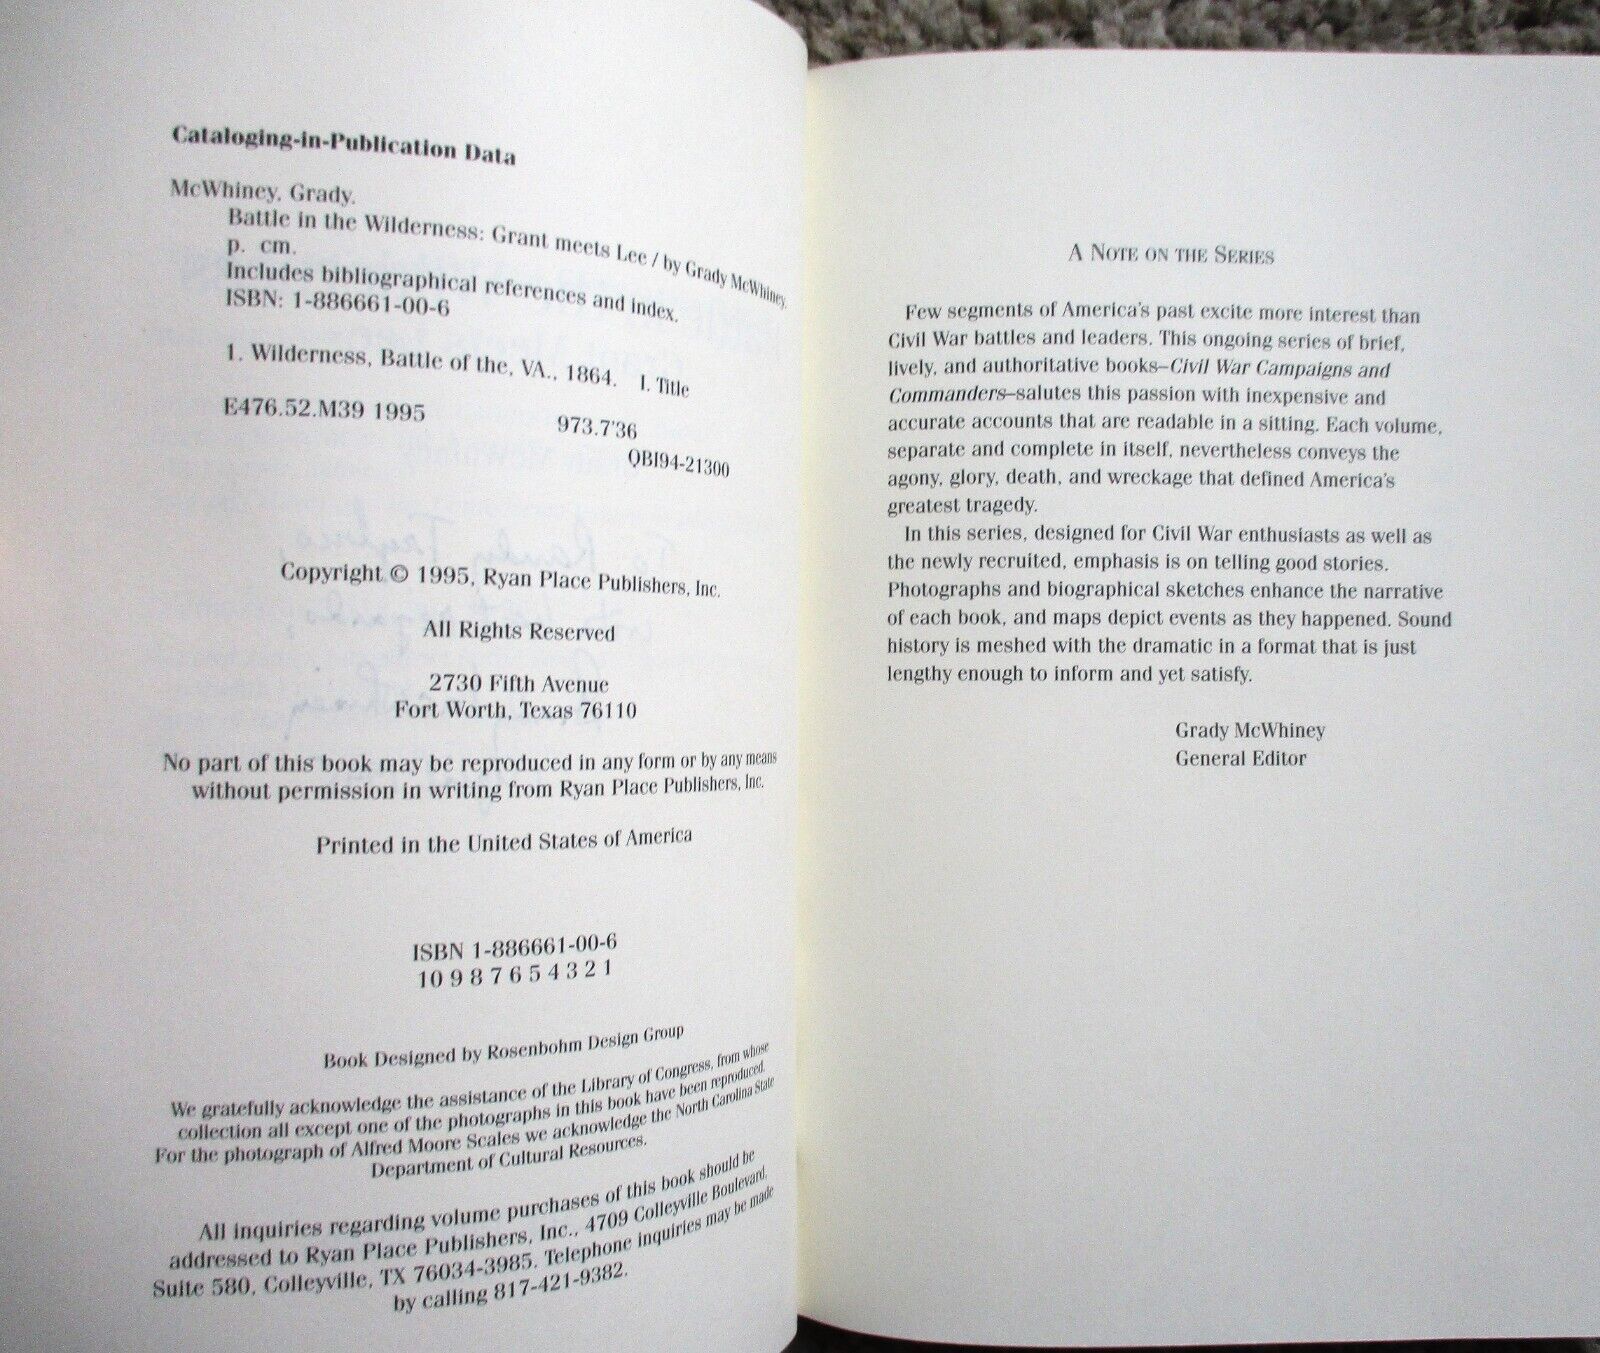 Cataloging-in-Publication Data
McWhiney, Grady.
Battle in the Wilderness: Grant meets Lee / by Grady McWhiney.
p. cm.
Includes bibliographical references and index.
ISBN: 1-886661-00-6
1. Wilderness, Battle of the, VA., 1864. I. Title
E476.52.M39 1995
973.7'36
QBI94-21300
Copyright © 1995, Ryan Place Publishers, Inc.
All Rights Reserved
2730 Fifth Avenue
Fort Worth, Texas 76110
No part of this book may be reproduced in any form or by any means
without permission in writing from Ryan Place Publishers, Inc.
Printed in the United States of America
ISBN 1-886661-00-6
10 9 8 7 6 5 4 3 2 1
Book Designed by Rosenbohm Design Group
We gratefully acknowledge the assistance of the Library of Congress, from whose
collection all except one of the photographs in this book have been reproduced.
For the photograph of Alfred Moore Scales we acknowledge the North Carolina State
Department of Cultural Resources.
All inquiries regarding volume purchases of this book should be
addressed to Ryan Place Publishers, Inc., 4709 Colleyville Boulevard,
Suite 580, Colleyville, TX 76034-3985. Telephone inquiries may be made
by calling 817-421-9382.
A NOTE ON THE SERIES
Few segments of America's past excite more interest than
Civil War battles and leaders. This ongoing series of brief,
lively, and authoritative books–Civil War Campaigns and
Commanders–salutes this passion with inexpensive and
accurate accounts that are readable in a sitting. Each volume,
separate and complete in itself, nevertheless conveys the
agony, glory, death, and wreckage that defined America's
greatest tragedy.
In this series, designed for Civil War enthusiasts as well as
the newly recruited, emphasis is on telling good stories.
Photographs and biographical sketches enhance the narrative
of each book, and maps depict events as they happened. Sound
history is meshed with the dramatic in a format that is just
lengthy enough to inform and yet satisfy.
Grady McWhiney
General Editor